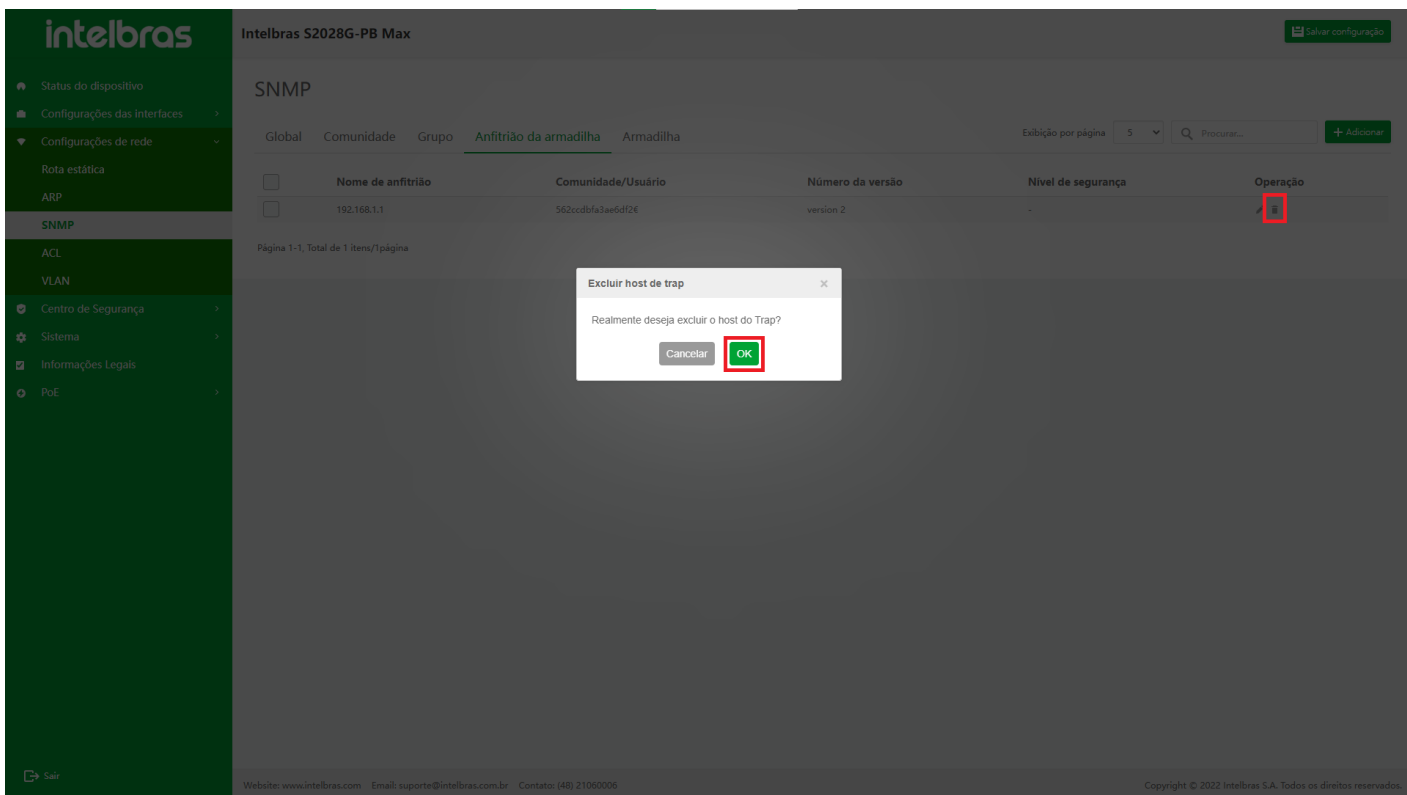 intelbras
Intelbras S2028G-PB Max
Salvar configuração
Status do dispositivo
Configurações das interfaces
Configurações de rede
Rota estática
ARP
SNMP
ACL
VLAN
Centro de Segurança
Sistema
Informações Legais
PoE
Sair
SNMP
Global Comunidade Grupo Anfitrião da armadilha Armadilha
Exibição por página 5 Procurar... + Adicionar
Nome de anfitrião Comunidade/Usuário Número da versão Nível de segurança Operação
192.168.1.1 version 2 -
Página 1-1, Total de 1 itens/1página
Excluir host de trap ×
Realmente deseja excluir o host do Trap?
Cancelar OK
Website: www.intelbras.com Email: suporte@intelbras.com.br Contato: (48) 21060006
Copyright © 2022 Intelbras S.A. Todos os direitos reservados.